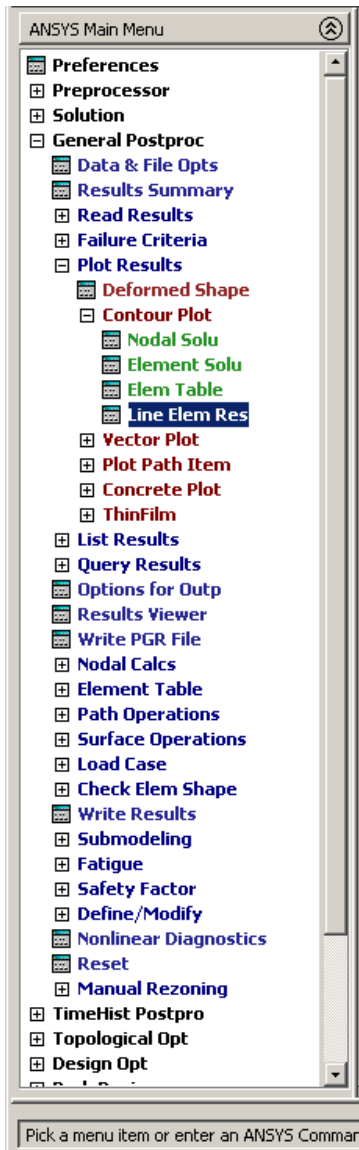 ANSYS Main Menu
Preferences
Preprocessor
Solution
General Postproc
Data & File Opts
Results Summary
Read Results
Failure Criteria
Plot Results
Deformed Shape
Contour Plot
Nodal Solu
Element Solu
Elem Table
Line Elem Res
Vector Plot
Plot Path Item
Concrete Plot
ThinFilm
List Results
Query Results
Options for Outp
Results Viewer
Write PGR File
Nodal Calcs
Element Table
Path Operations
Surface Operations
Load Case
Check Elem Shape
Write Results
Submodeling
Fatigue
Safety Factor
Define/Modify
Nonlinear Diagnostics
Reset
Manual Rezoning
TimeHist Postpro
Topological Opt
Design Opt
Pick a menu item or enter an ANSYS Comman